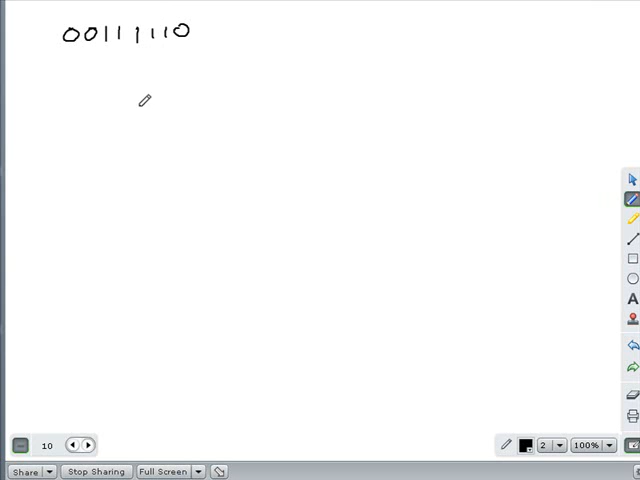 00111110
A
10
2
100%
Share
Stop Sharing
Full Screen